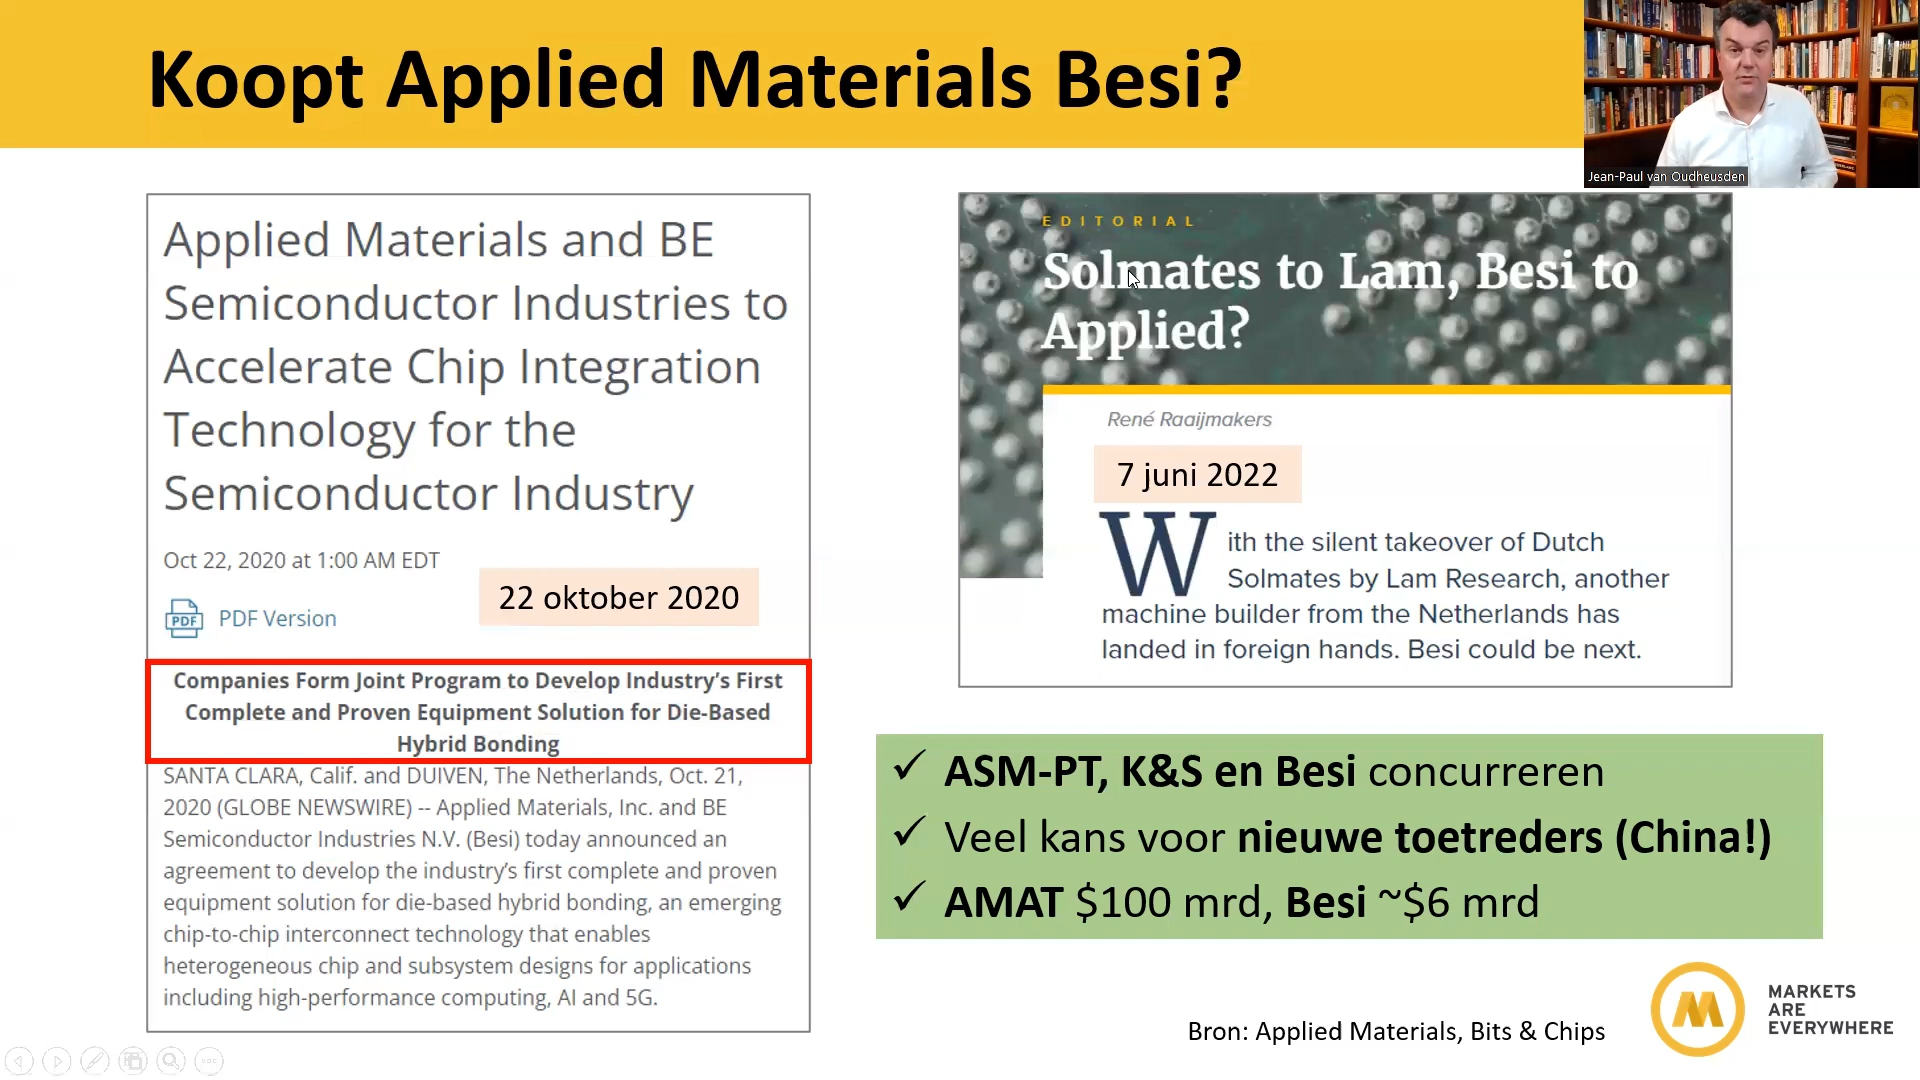 Koopt Applied Materials Besi?
Jean-Paul van Oudheusden
Applied Materials and BE
Semiconductor Industries to
Accelerate Chip Integration
Technology for the
Semiconductor Industry
Oct 22, 2020 at 1:00 AM EDT
22 oktober 2020
PDF PDF Version
Companies Form Joint Program to Develop Industry’s First
Complete and Proven Equipment Solution for Die-Based
Hybrid Bonding
SANTA CLARA, Calif. and DUIVEN, The Netherlands, Oct. 21,
2020 (GLOBE NEWSWIRE) -- Applied Materials, Inc. and BE
Semiconductor Industries N.V. (Besi) today announced an
agreement to develop the industry’s first complete and proven
equipment solution for die-based hybrid bonding, an emerging
chip-to-chip interconnect technology that enables
heterogeneous chip and subsystem designs for applications
including high-performance computing, AI and 5G.
EDITORIAL
Solmates to Lam, Besi to
Applied?
René Raaijmakers
7 juni 2022
With the silent takeover of Dutch
Solmates by Lam Research, another
machine builder from the Netherlands has
landed in foreign hands. Besi could be next.
✓ ASM-PT, K&S en Besi concurreren
✓ Veel kans voor nieuwe toetreders (China!)
✓ AMAT $100 mrd, Besi ~$6 mrd
Bron: Applied Materials, Bits & Chips
MARKETS
ARE
EVERYWHERE